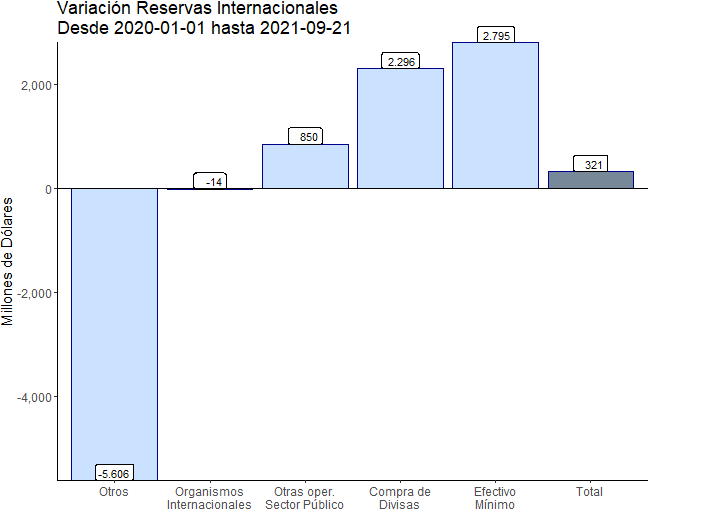 Variación Reservas Internacionales
Desde 2020-01-01 hasta 2021-09-21
Millones de Dólares
2,000
0
-2,000
-4,000
-5.606
-14
850
2.296
2.795
321
Otros
Organismos
Internacionales
Otras oper.
Sector Público
Compra de
Divisas
Efectivo
Mínimo
Total